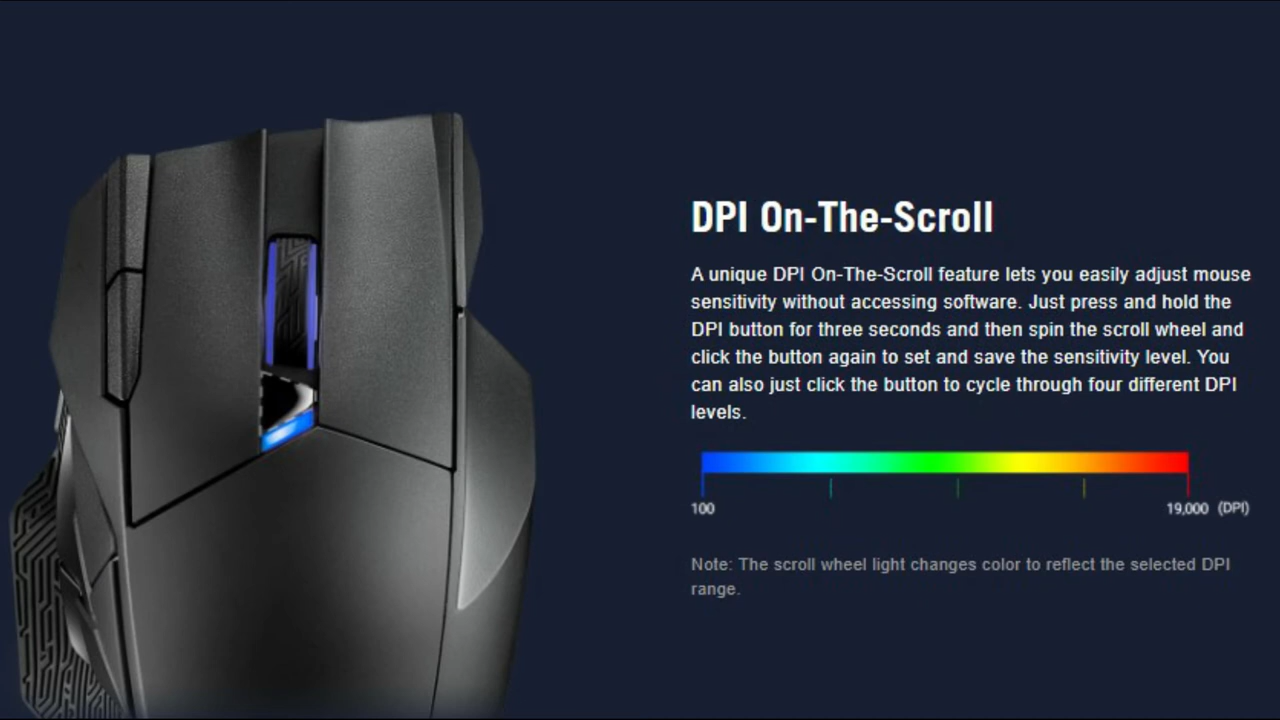 DPI On-The-Scroll
A unique DPI On-The-Scroll feature lets you easily adjust mouse
sensitivity without accessing software. Just press and hold the
DPI button for three seconds and then spin the scroll wheel and
click the button again to set and save the sensitivity level. You
can also just click the button to cycle through four different DPI
levels.
100
19,000 (DPI)
Note: The scroll wheel light changes color to reflect the selected DPI
range.